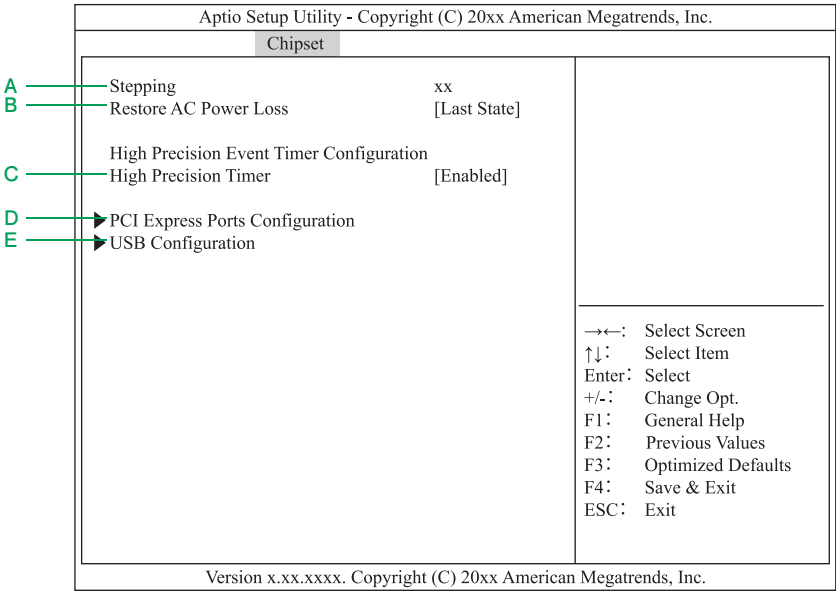 Aptio Setup Utility - Copyright (C) 20xx American Megatrends, Inc.
Chipset
A Stepping xx
B Restore AC Power Loss [Last State]
High Precision Event Timer Configuration
C High Precision Timer [Enabled]
D ▶PCI Express Ports Configuration
E ▶USB Configuration
→←: Select Screen
↑↓: Select Item
Enter: Select
+/-: Change Opt.
F1: General Help
F2: Previous Values
F3: Optimized Defaults
F4: Save & Exit
ESC: Exit
Version x.xx.xxxx. Copyright (C) 20xx American Megatrends, Inc.